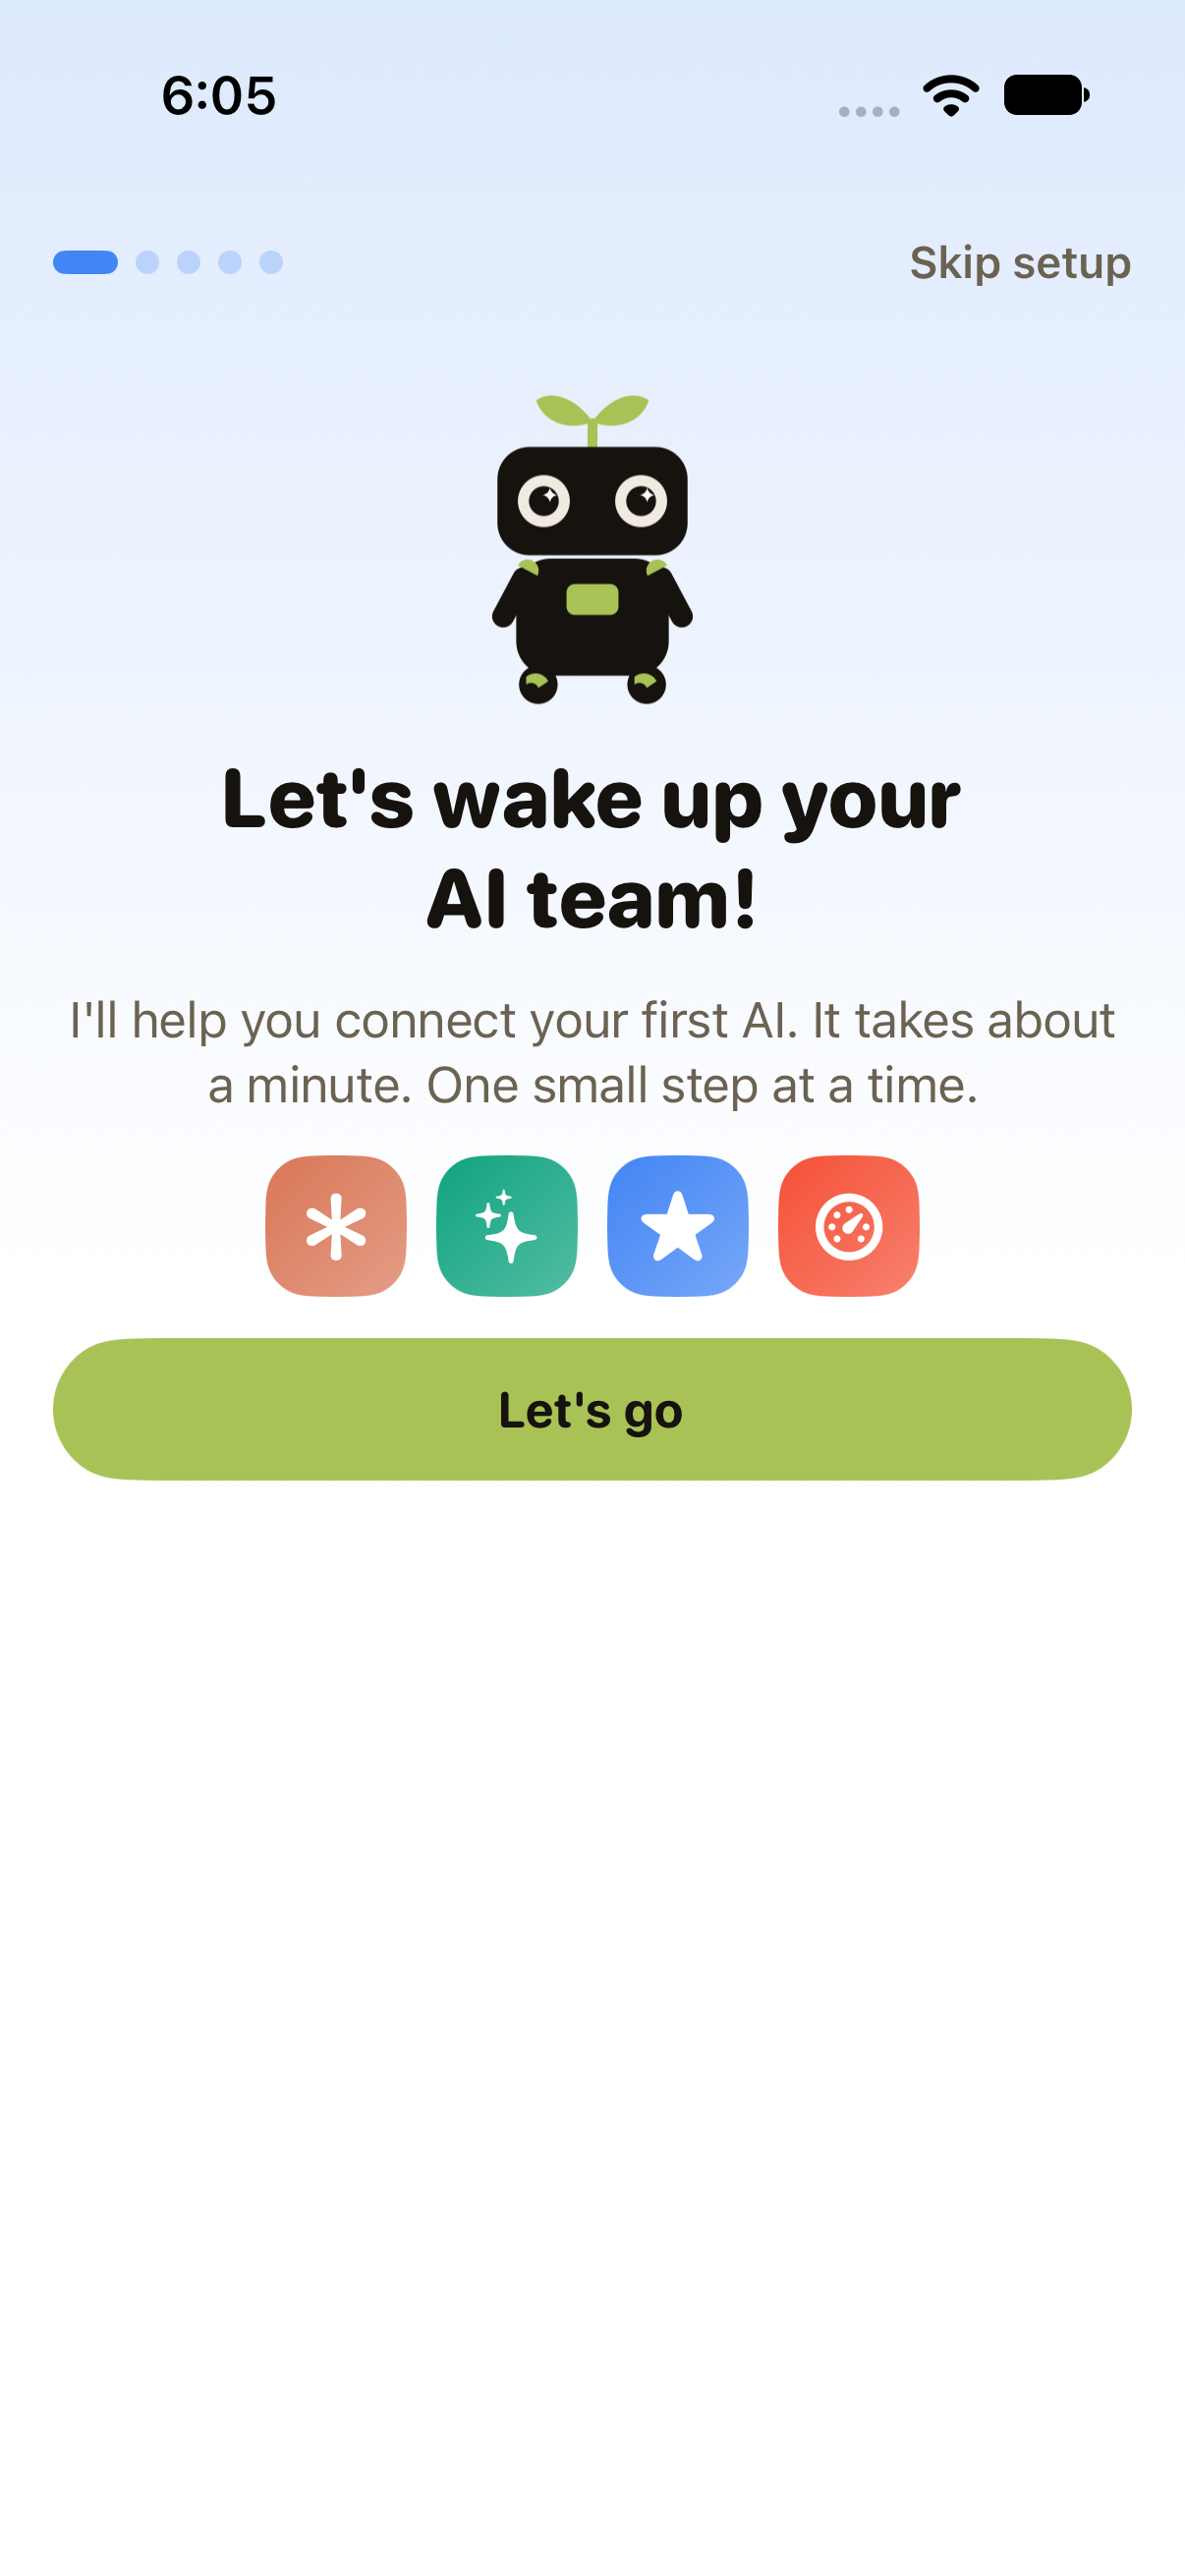 6:05
Skip setup
Let's wake up your
AI team!
I'll help you connect your first AI. It takes about
a minute. One small step at a time.
Let's go